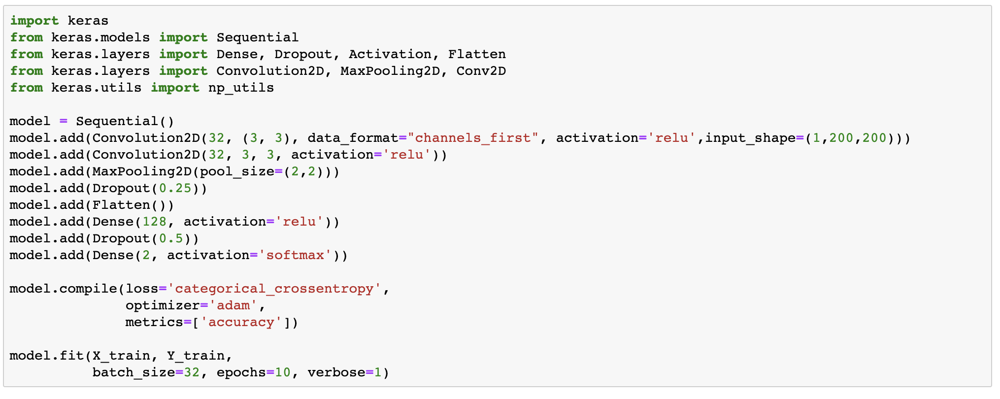 import keras
from keras.models import Sequential
from keras.layers import Dense, Dropout, Activation, Flatten
from keras.layers import Convolution2D, MaxPooling2D, Conv2D
from keras.utils import np_utils

model = Sequential()
model.add(Convolution2D(32, (3, 3), data_format="channels_first", activation='relu',input_shape=(1,200,200)))
model.add(Convolution2D(32, 3, 3, activation='relu'))
model.add(MaxPooling2D(pool_size=(2,2)))
model.add(Dropout(0.25))
model.add(Flatten())
model.add(Dense(128, activation='relu'))
model.add(Dropout(0.5))
model.add(Dense(2, activation='softmax'))

model.compile(loss='categorical_crossentropy',
              optimizer='adam',
              metrics=['accuracy'])

model.fit(X_train, Y_train,
          batch_size=32, epochs=10, verbose=1)